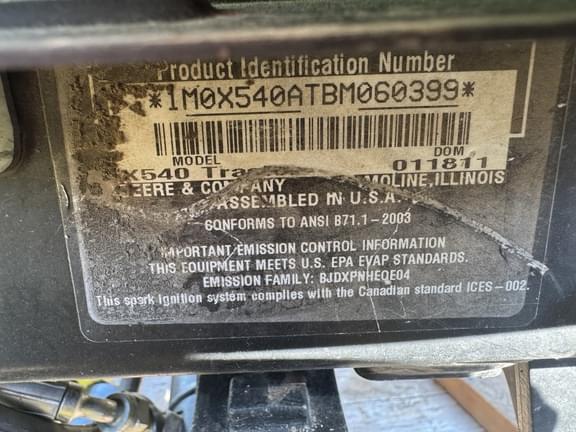 Product Identification Number
*1M0X540ATBM060399*
MODEL DOM
X540 011811
DEERE & COMPANY MOLINE, ILLINOIS
ASSEMBLED IN U.S.A.
CONFORMS TO ANSI B71.1-2003
IMPORTANT EMISSION CONTROL INFORMATION
THIS EQUIPMENT MEETS U.S. EPA EVAP STANDARDS.
EMISSION FAMILY: BJDXPNHEQE04
This spark ignition system complies with the Canadian standard ICES-002.